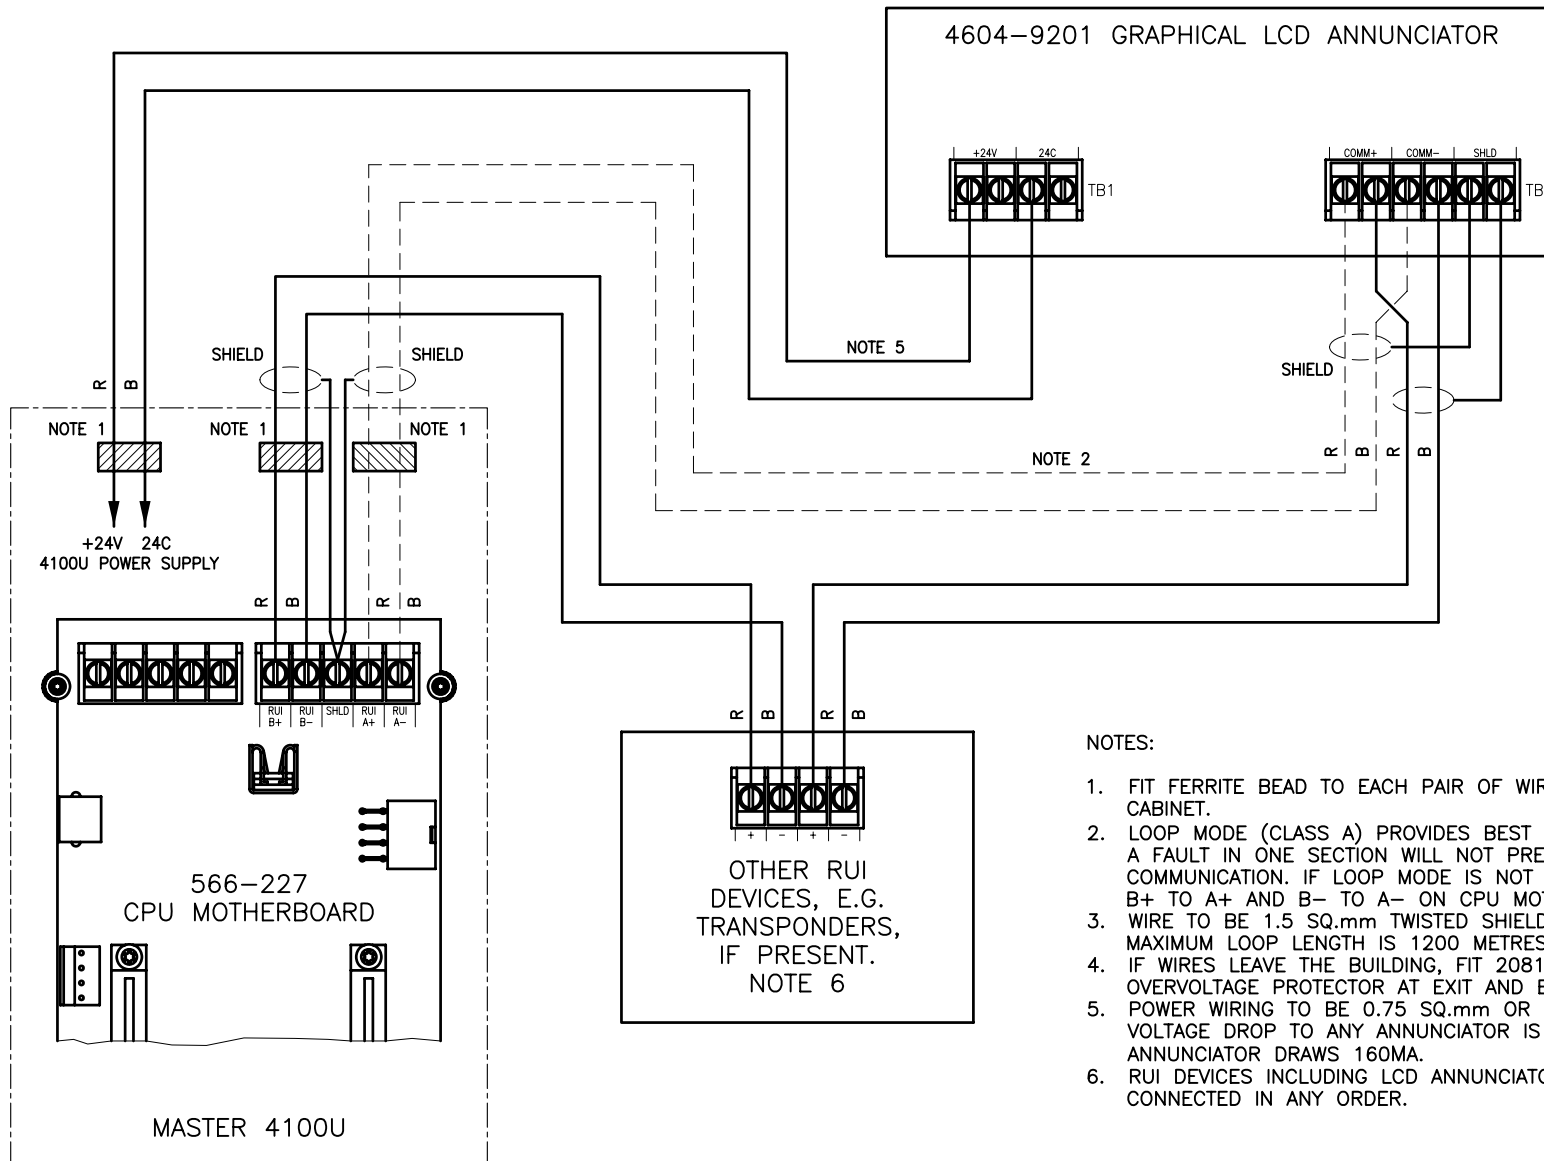 4604-9201 GRAPHICAL LCD ANNUNCIATOR
+24V 24C
TB1
COMM+ COMM- SHLD
TB
SHIELD
SHIELD
NOTE 5
SHIELD
R B
NOTE 1
NOTE 1
NOTE 1
NOTE 2
R B R B
+24V 24C
4100U POWER SUPPLY
R B R B
RUI B+
RUI B-
SHLD
RUI A+
RUI A-
566-227
CPU MOTHERBOARD
MASTER 4100U
R B R B
+ - + -
OTHER RUI
DEVICES, E.G.
TRANSPONDERS,
IF PRESENT.
NOTE 6
NOTES:
1. FIT FERRITE BEAD TO EACH PAIR OF
CABINET.
2. LOOP MODE (CLASS A) PROVIDES BEST
A FAULT IN ONE SECTION WILL NOT
COMMUNICATION. IF LOOP MODE IS NOT
B+ TO A+ AND B- TO A- ON CPU
3. WIRE TO BE 1.5 SQ.mm TWISTED
MAXIMUM LOOP LENGTH IS 1200 METRES
4. IF WIRES LEAVE THE BUILDING, FIT 2081
OVERVOLTAGE PROTECTOR AT EXIT AND
5. POWER WIRING TO BE 0.75 SQ.mm OR
VOLTAGE DROP TO ANY ANNUNCIATOR IS
ANNUNCIATOR DRAWS 160MA.
6. RUI DEVICES INCLUDING LCD
CONNECTED IN ANY ORDER.